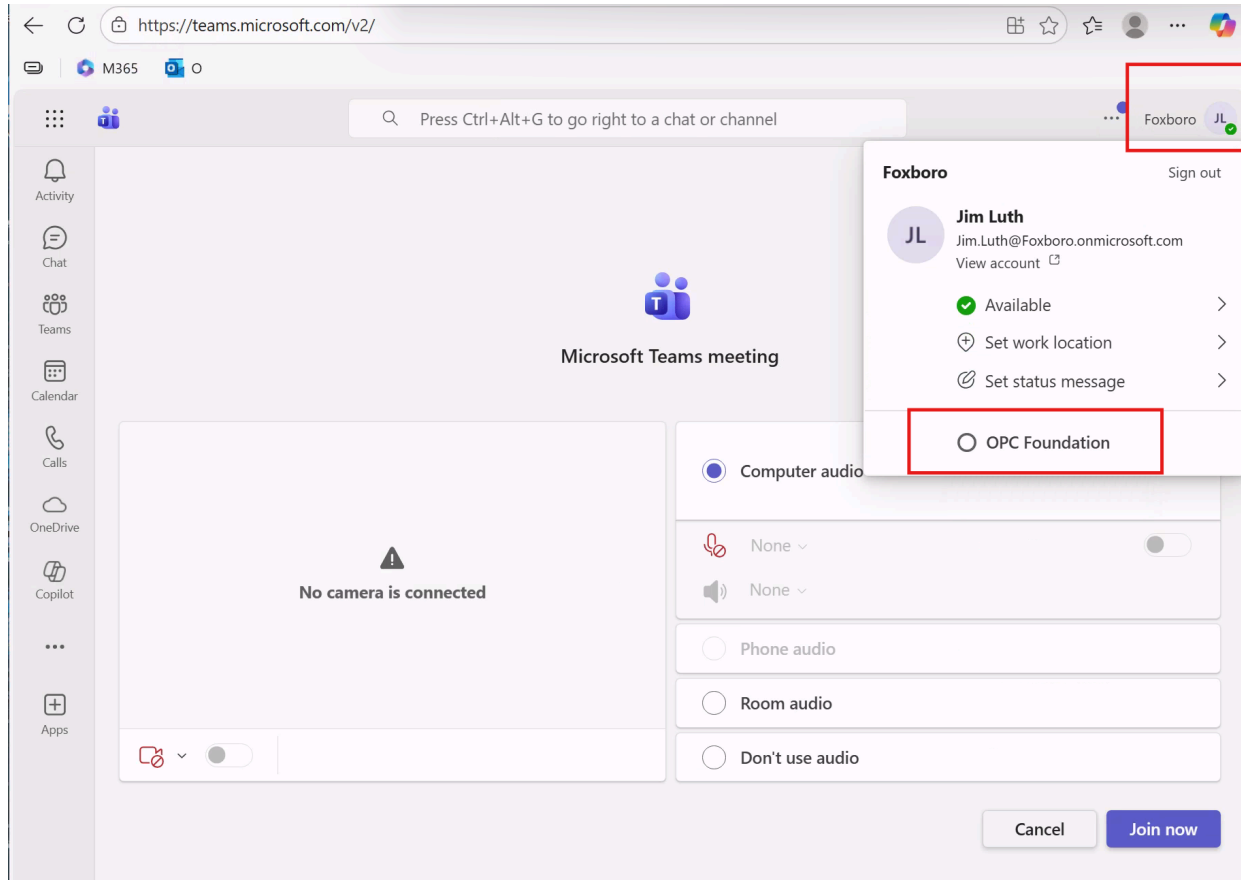 https://teams.microsoft.com/v2/
M365
O
Press Ctrl+Alt+G to go right to a chat or channel
Foxboro
JL
Activity
Chat
Teams
Calendar
Calls
OneDrive
Copilot
Apps
Foxboro
Sign out
JL
Jim Luth
Jim.Luth@Foxboro.onmicrosoft.com
View account
Available
Set work location
Set status message
OPC Foundation
T
Microsoft Teams meeting
No camera is connected
Computer audio
None
None
Phone audio
Room audio
Don't use audio
Cancel
Join now